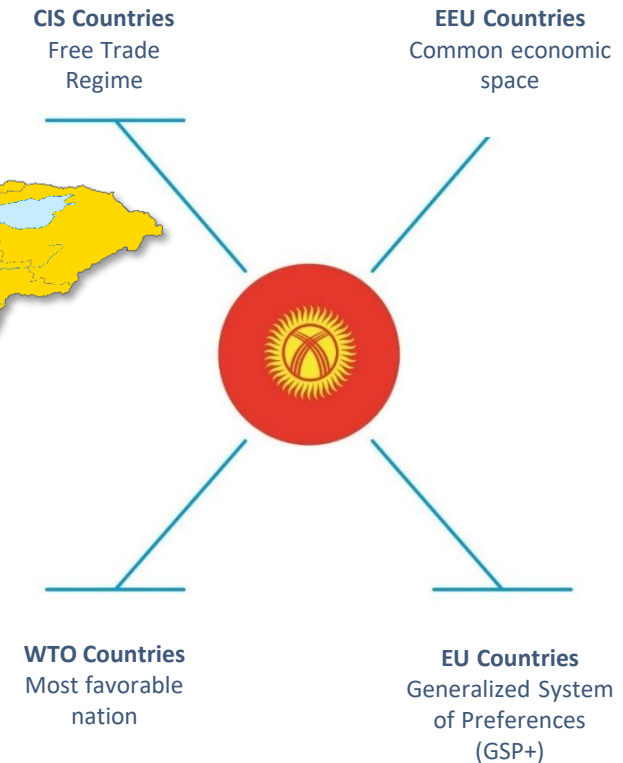 CIS Countries
Free Trade
Regime
EEU Countries
Common economic
space
WTO Countries
Most favorable
nation
EU Countries
Generalized System
of Preferences
(GSP+)